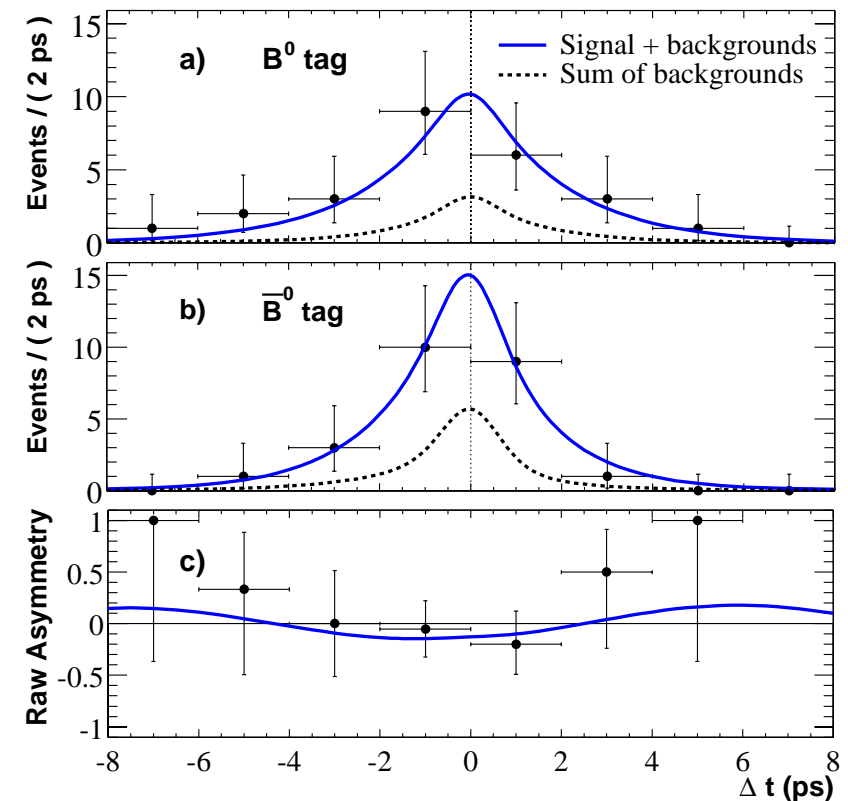 a) B⁰ tag
Signal + backgrounds
Sum of backgrounds
Events / ( 2 ps )
15
10
5
0
b) B̅⁰ tag
Events / ( 2 ps )
15
10
5
0
c)
Raw Asymmetry
1
0.5
0
-0.5
-1
-8 -6 -4 -2 0 2 4 6 8
Δ t (ps)